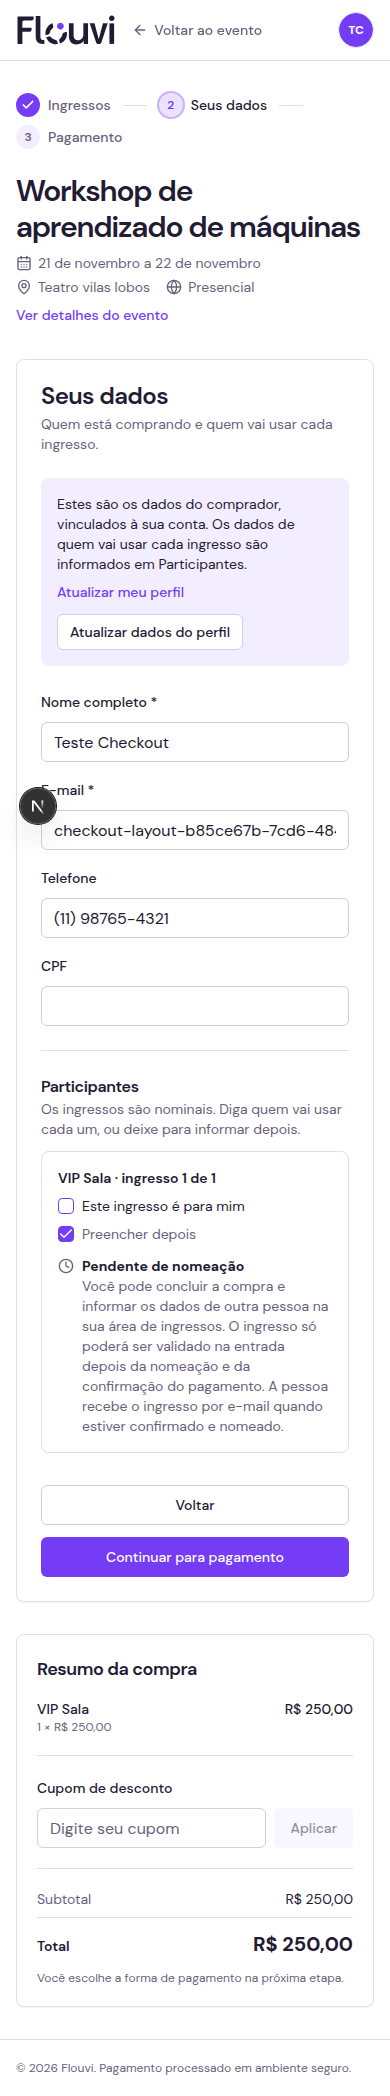 Flouvi
Voltar ao evento
TC
Ingressos
2 Seus dados
3 Pagamento
Workshop de
aprendizado de máquinas
21 de novembro a 22 de novembro
Teatro vilas lobos
Presencial
Ver detalhes do evento
Seus dados
Quem está comprando e quem vai usar cada
ingresso.
Estes são os dados do comprador,
vinculados à sua conta. Os dados de
quem vai usar cada ingresso são
informados em Participantes.
Atualizar meu perfil
Atualizar dados do perfil
Nome completo *
Teste Checkout
E-mail *
N
checkout-layout-b85ce67b-7cd6-484
Telefone
(11) 98765-4321
CPF
Participantes
Os ingressos são nominais. Diga quem vai usar
cada um, ou deixe para informar depois.
VIP Sala · ingresso 1 de 1
Este ingresso é para mim
Preencher depois
Pendente de nomeação
Você pode concluir a compra e
informar os dados de outra pessoa na
sua área de ingressos. O ingresso só
poderá ser validado na entrada
depois da nomeação e da
confirmação do pagamento. A pessoa
recebe o ingresso por e-mail quando
estiver confirmado e nomeado.
Voltar
Continuar para pagamento
Resumo da compra
VIP Sala R$ 250,00
1 × R$ 250,00
Cupom de desconto
Digite seu cupom
Aplicar
Subtotal R$ 250,00
Total R$ 250,00
Você escolhe a forma de pagamento na próxima etapa.
© 2026 Flouvi. Pagamento processado em ambiente seguro.